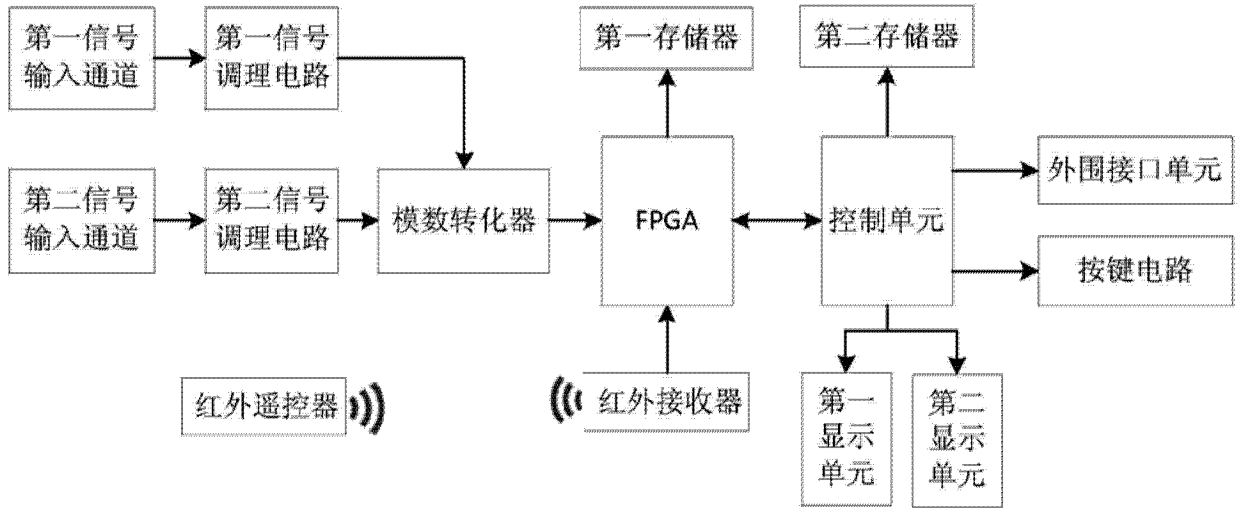 第一信号
输入通道
第一信号
调理电路
第一存储器
第二存储器
第二信号
输入通道
第二信号
调理电路
模数转化器
FPGA
控制单元
外围接口单元
按键电路
红外遥控器
红外接收器
第一
显示
单元
第二
显示
单元